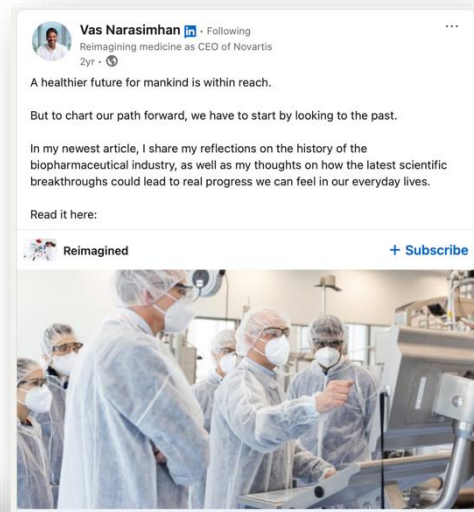 Vas Narasimhan in • Following
Reimagining medicine as CEO of Novartis
2yr •
A healthier future for mankind is within reach.
But to chart our path forward, we have to start by looking to the past.
In my newest article, I share my reflections on the history of the
biopharmaceutical industry, as well as my thoughts on how the latest scientific
breakthroughs could lead to real progress we can feel in our everyday lives.
Read it here:
Reimagined
+ Subscribe